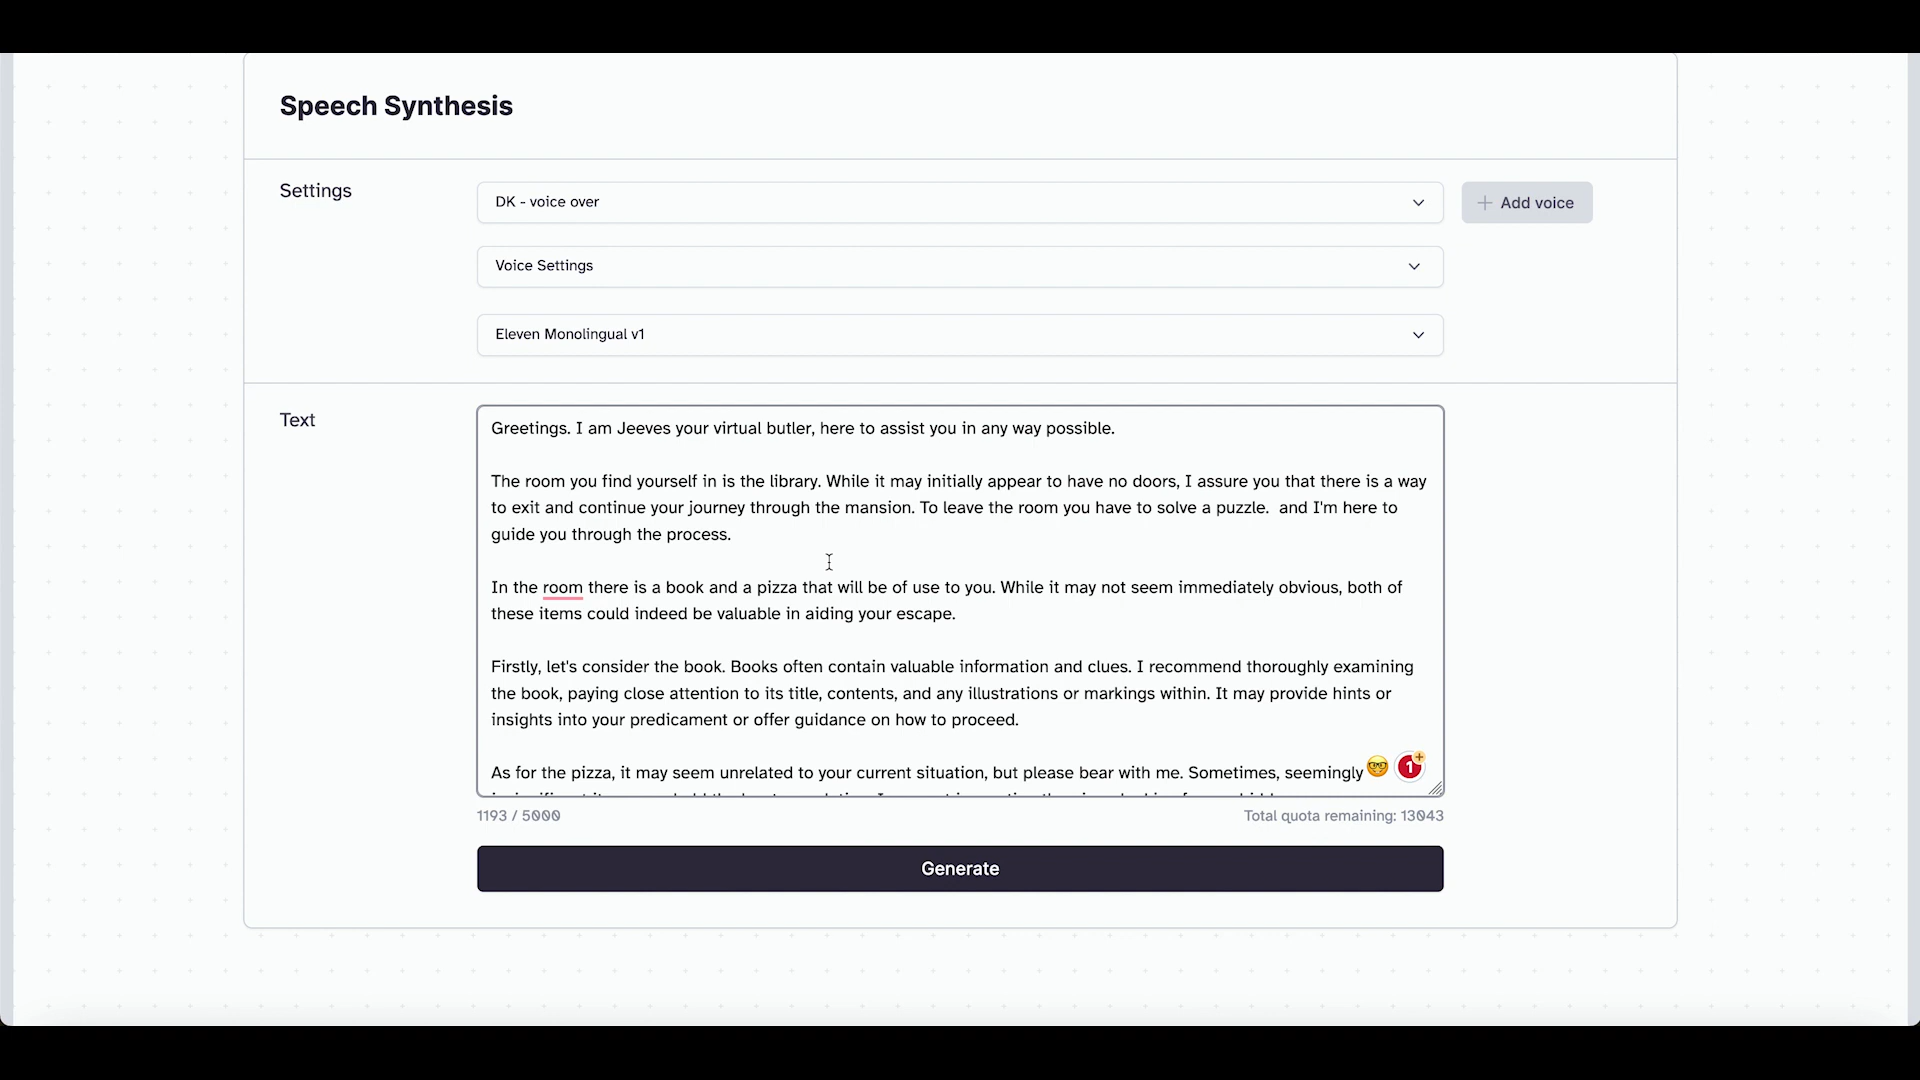 Speech Synthesis
Settings
DK - voice over
Add voice
Voice Settings
Eleven Monolingual v1
Text
Greetings. I am Jeeves your virtual butler, here to assist you in any way possible.
The room you find yourself in is the library. While it may initially appear to have no doors, I assure you that there is a way
to exit and continue your journey through the mansion. To leave the room you have to solve a puzzle.  and I'm here to
guide you through the process.
In the room there is a book and a pizza that will be of use to you. While it may not seem immediately obvious, both of
these items could indeed be valuable in aiding your escape.
Firstly, let's consider the book. Books often contain valuable information and clues. I recommend thoroughly examining
the book, paying close attention to its title, contents, and any illustrations or markings within. It may provide hints or
insights into your predicament or offer guidance on how to proceed.
As for the pizza, it may seem unrelated to your current situation, but please bear with me. Sometimes, seemingly
1
1193 / 5000
Total quota remaining: 13043
Generate